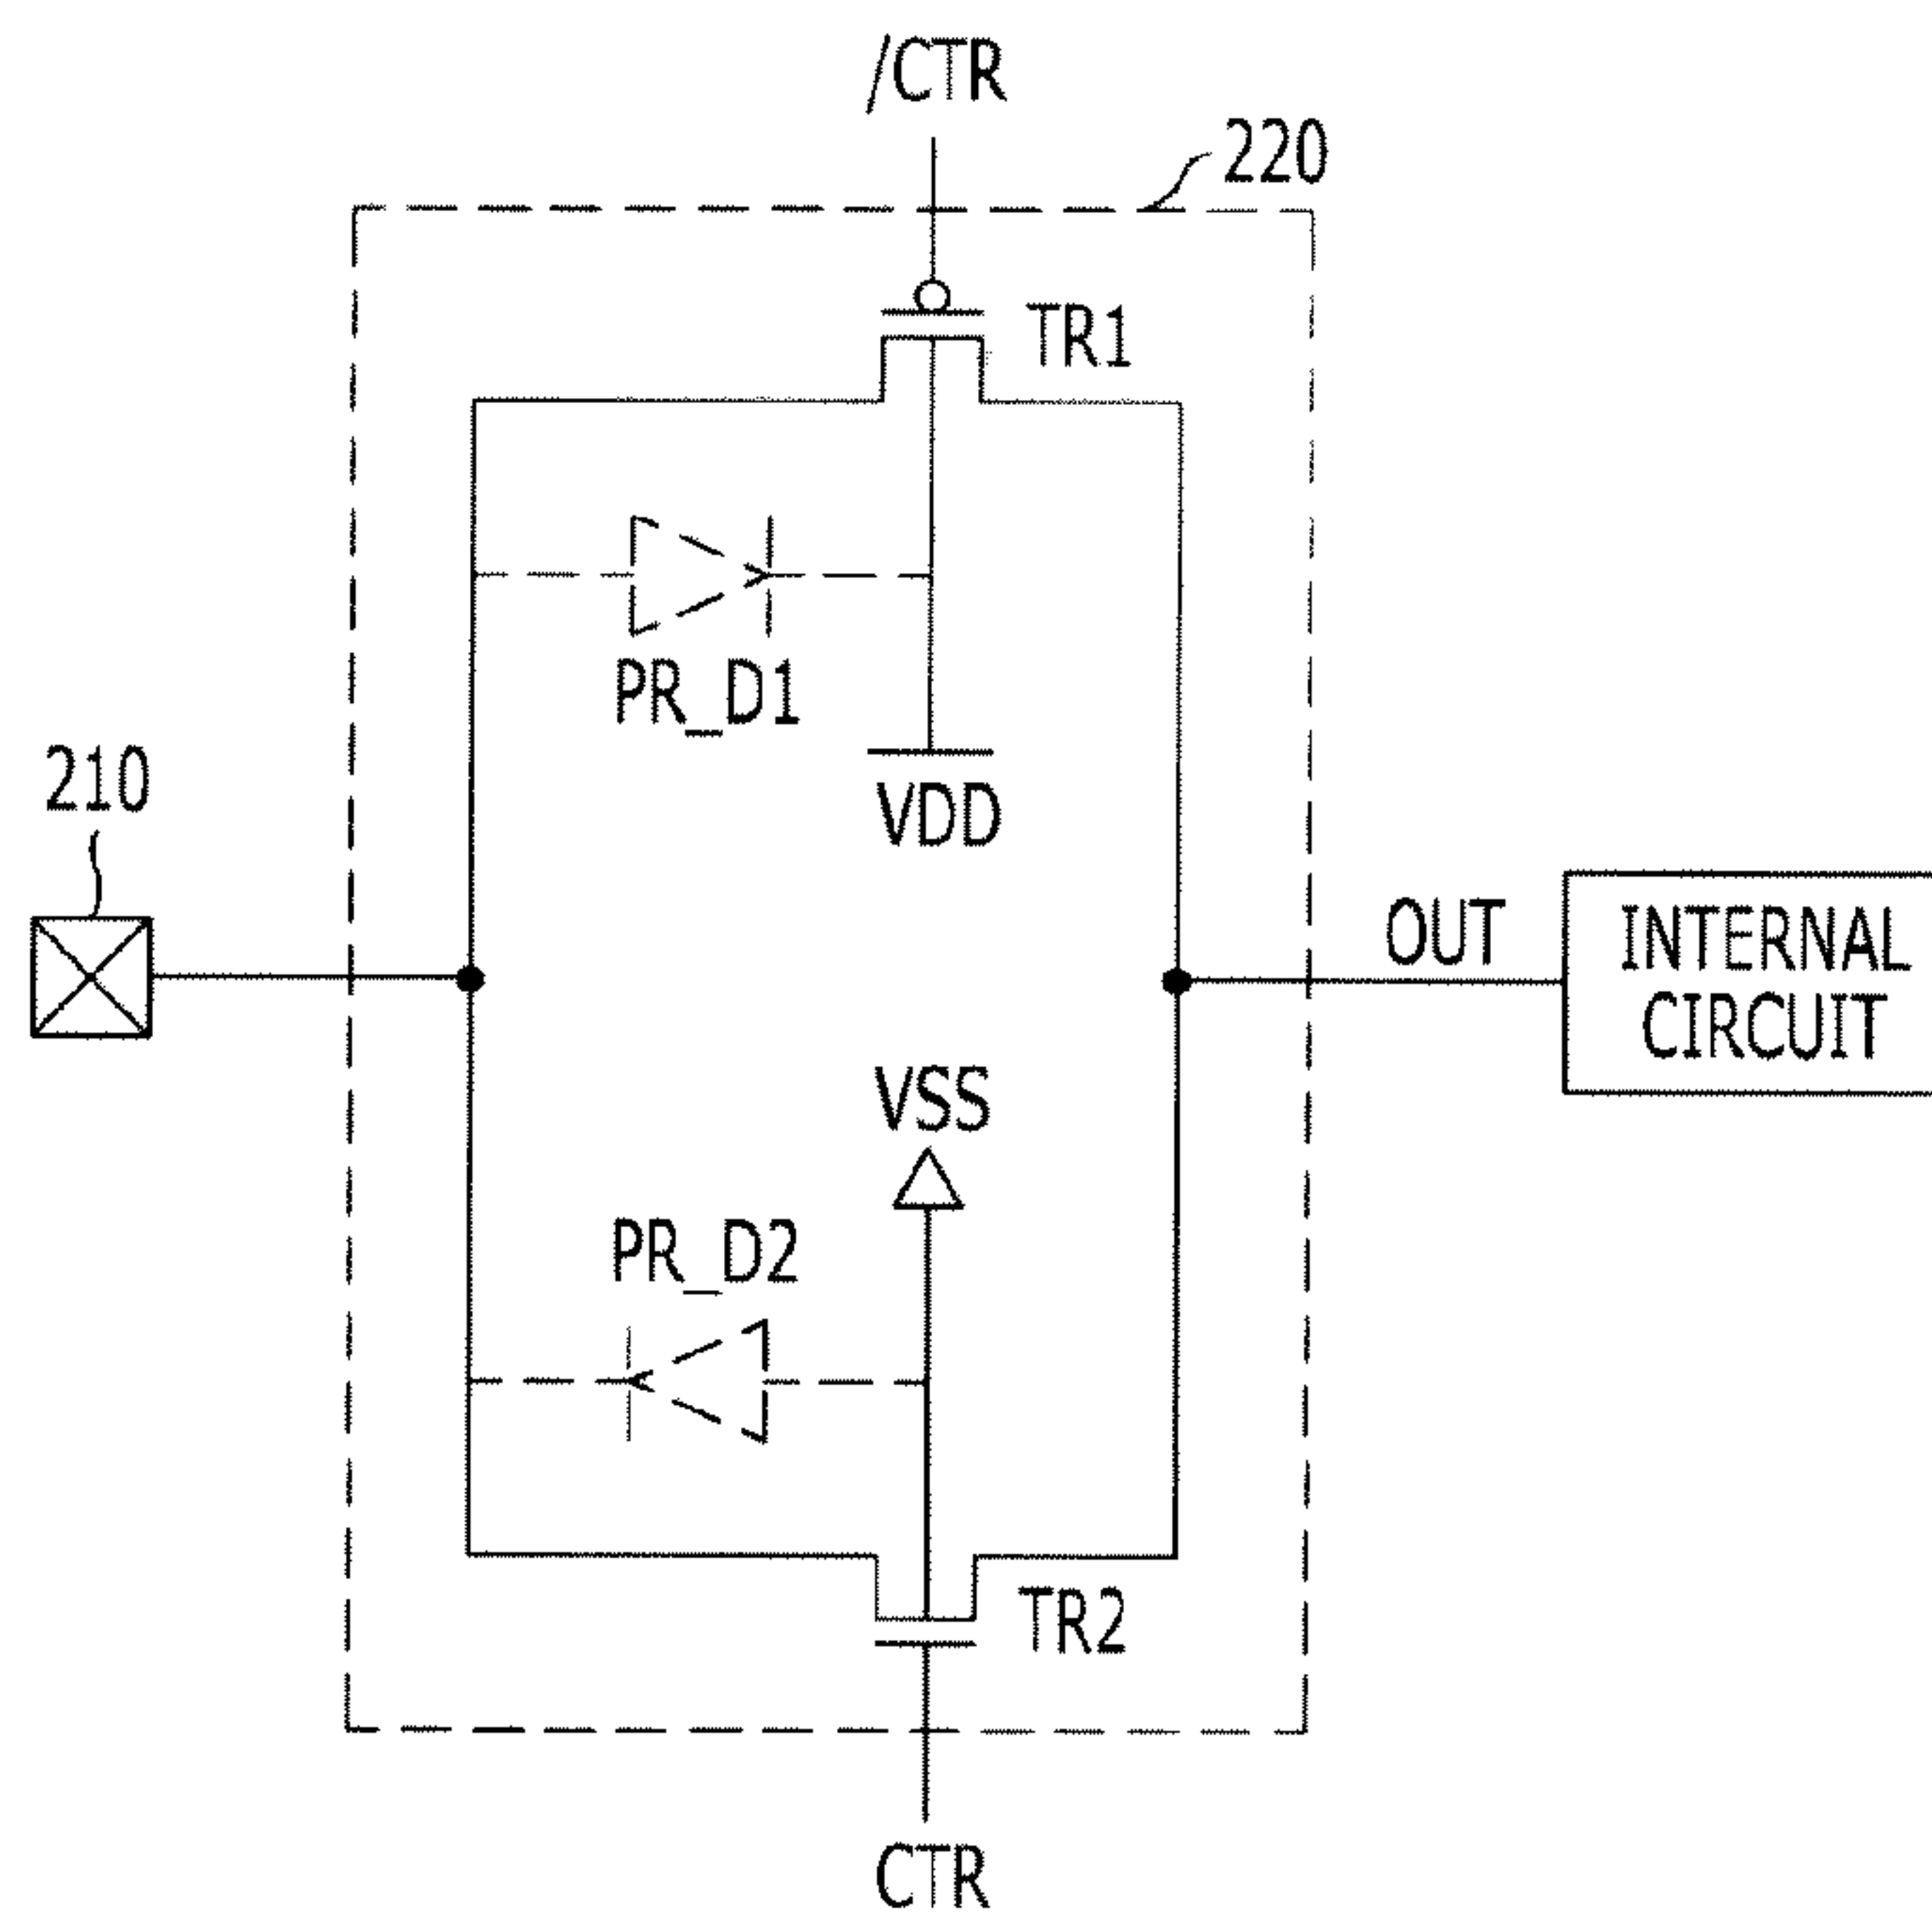 /CTR
220
TR1
PR_D1
210
VDD
OUT
INTERNAL
CIRCUIT
VSS
PR_D2
TR2
CTR